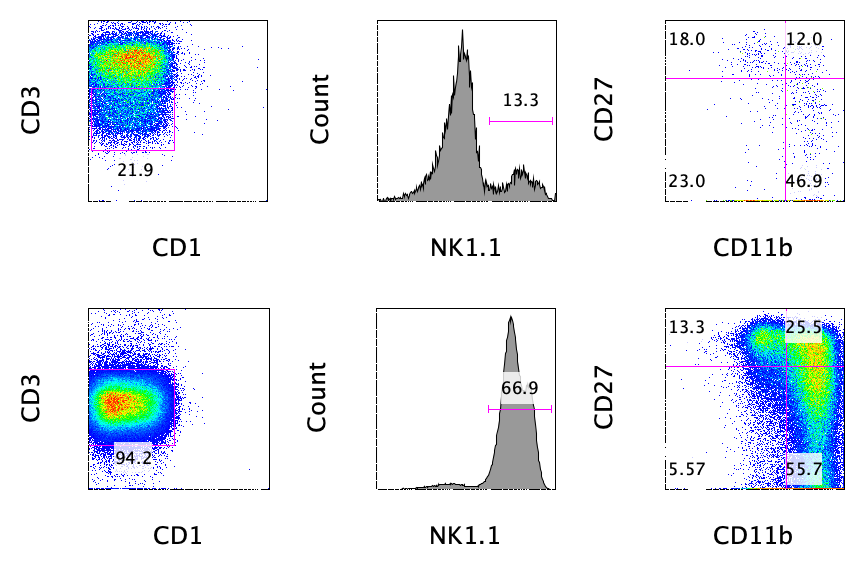 CD3
21.9
CD1
Count
13.3
NK1.1
CD27
18.0
12.0
23.0
46.9
CD11b
CD3
94.2
CD1
Count
66.9
NK1.1
CD27
13.3
25.5
5.57
55.7
CD11b